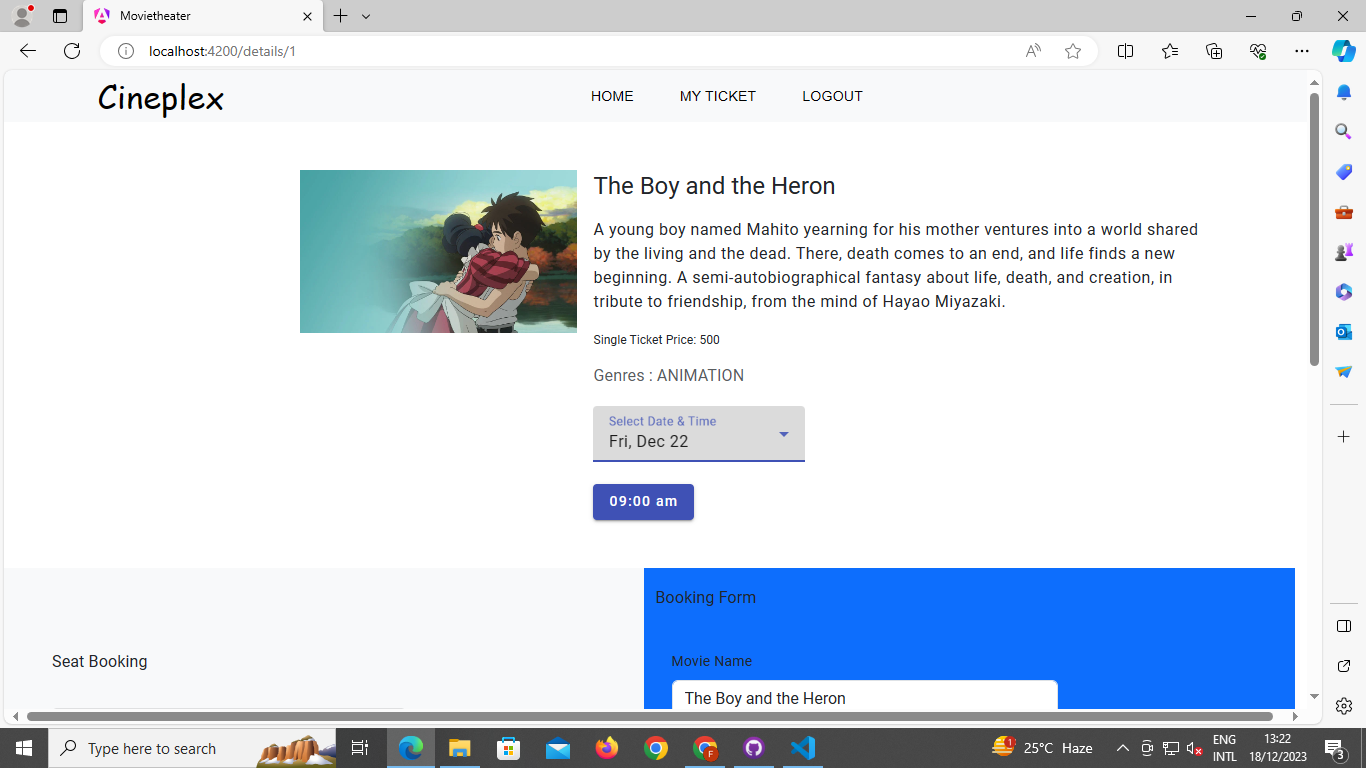 Movietheater
localhost:4200/details/1
Cineplex
HOME
MY TICKET
LOGOUT
The Boy and the Heron
A young boy named Mahito yearning for his mother ventures into a world shared
by the living and the dead. There, death comes to an end, and life finds a new
beginning. A semi-autobiographical fantasy about life, death, and creation, in
tribute to friendship, from the mind of Hayao Miyazaki.
Single Ticket Price: 500
Genres : ANIMATION
Select Date & Time
Fri, Dec 22
09:00 am
Booking Form
Seat Booking
Movie Name
The Boy and the Heron
Type here to search
F
1
25°C Haze
ENG
INTL
13:22
18/12/2023
3